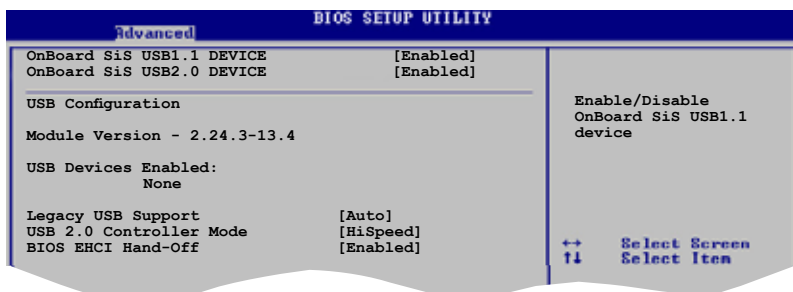 BIOS SETUP UTILITY
Advanced
OnBoard SiS USB1.1 DEVICE [Enabled]
OnBoard SiS USB2.0 DEVICE [Enabled]
USB Configuration
Module Version - 2.24.3-13.4
USB Devices Enabled:
None
Legacy USB Support [Auto]
USB 2.0 Controller Mode [HiSpeed]
BIOS EHCI Hand-Off [Enabled]
Enable/Disable
OnBoard SiS USB1.1
device
↔ Select Screen
↑↓ Select Item